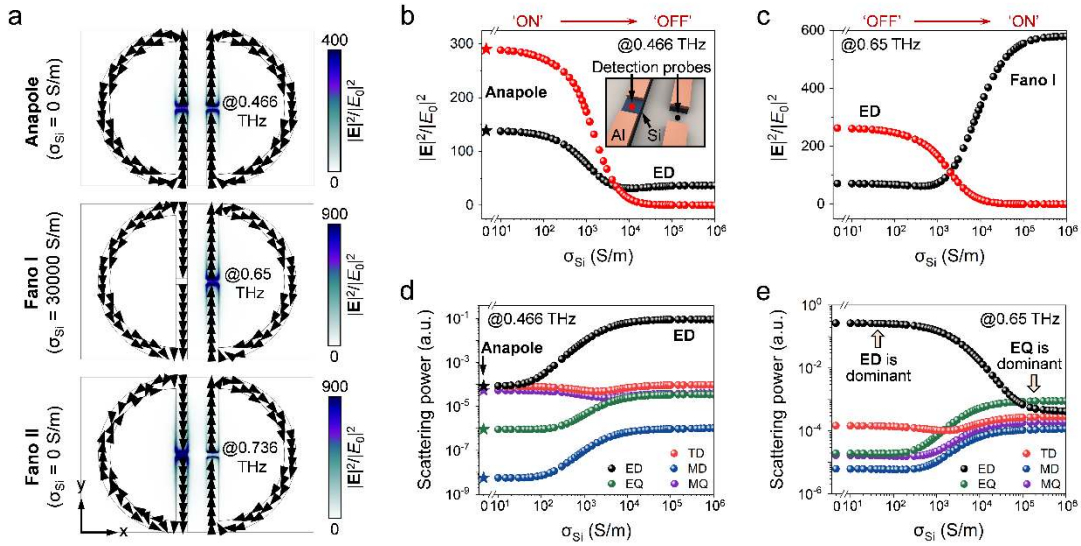 a
Anapole
(σSi = 0 S/m)
@0.466
THz
400
0
|E|²/|E0|²
Fano I
(σSi = 30000 S/m)
@0.65
THz
900
0
|E|²/|E0|²
Fano II
(σSi = 0 S/m)
@0.736
THz
900
0
|E|²/|E0|²
y
x
b
'ON' 'OFF'
@0.466 THz
Detection probes
Al
Si
Anapole
ED
300
200
100
0
|E|²/|E0|²
0 10¹ 10² 10³ 10⁴ 10⁵ 10⁶
σSi (S/m)
c
'OFF' 'ON'
@0.65 THz
ED
Fano I
600
400
200
0
|E|²/|E0|²
0 10¹ 10² 10³ 10⁴ 10⁵ 10⁶
σSi (S/m)
d
@0.466 THz
ED
Anapole
10⁻¹
10⁻³
10⁻⁵
10⁻⁷
10⁻⁹
Scattering power (a.u.)
TD
ED MD
EQ MQ
0 10¹ 10² 10³ 10⁴ 10⁵ 10⁶
σSi (S/m)
e
@0.65 THz
ED is
dominant
EQ is
dominant
10⁰
10⁻²
10⁻⁴
10⁻⁶
Scattering power (a.u.)
TD
ED MD
EQ MQ
0 10¹ 10² 10³ 10⁴ 10⁵ 10⁶
σSi (S/m)